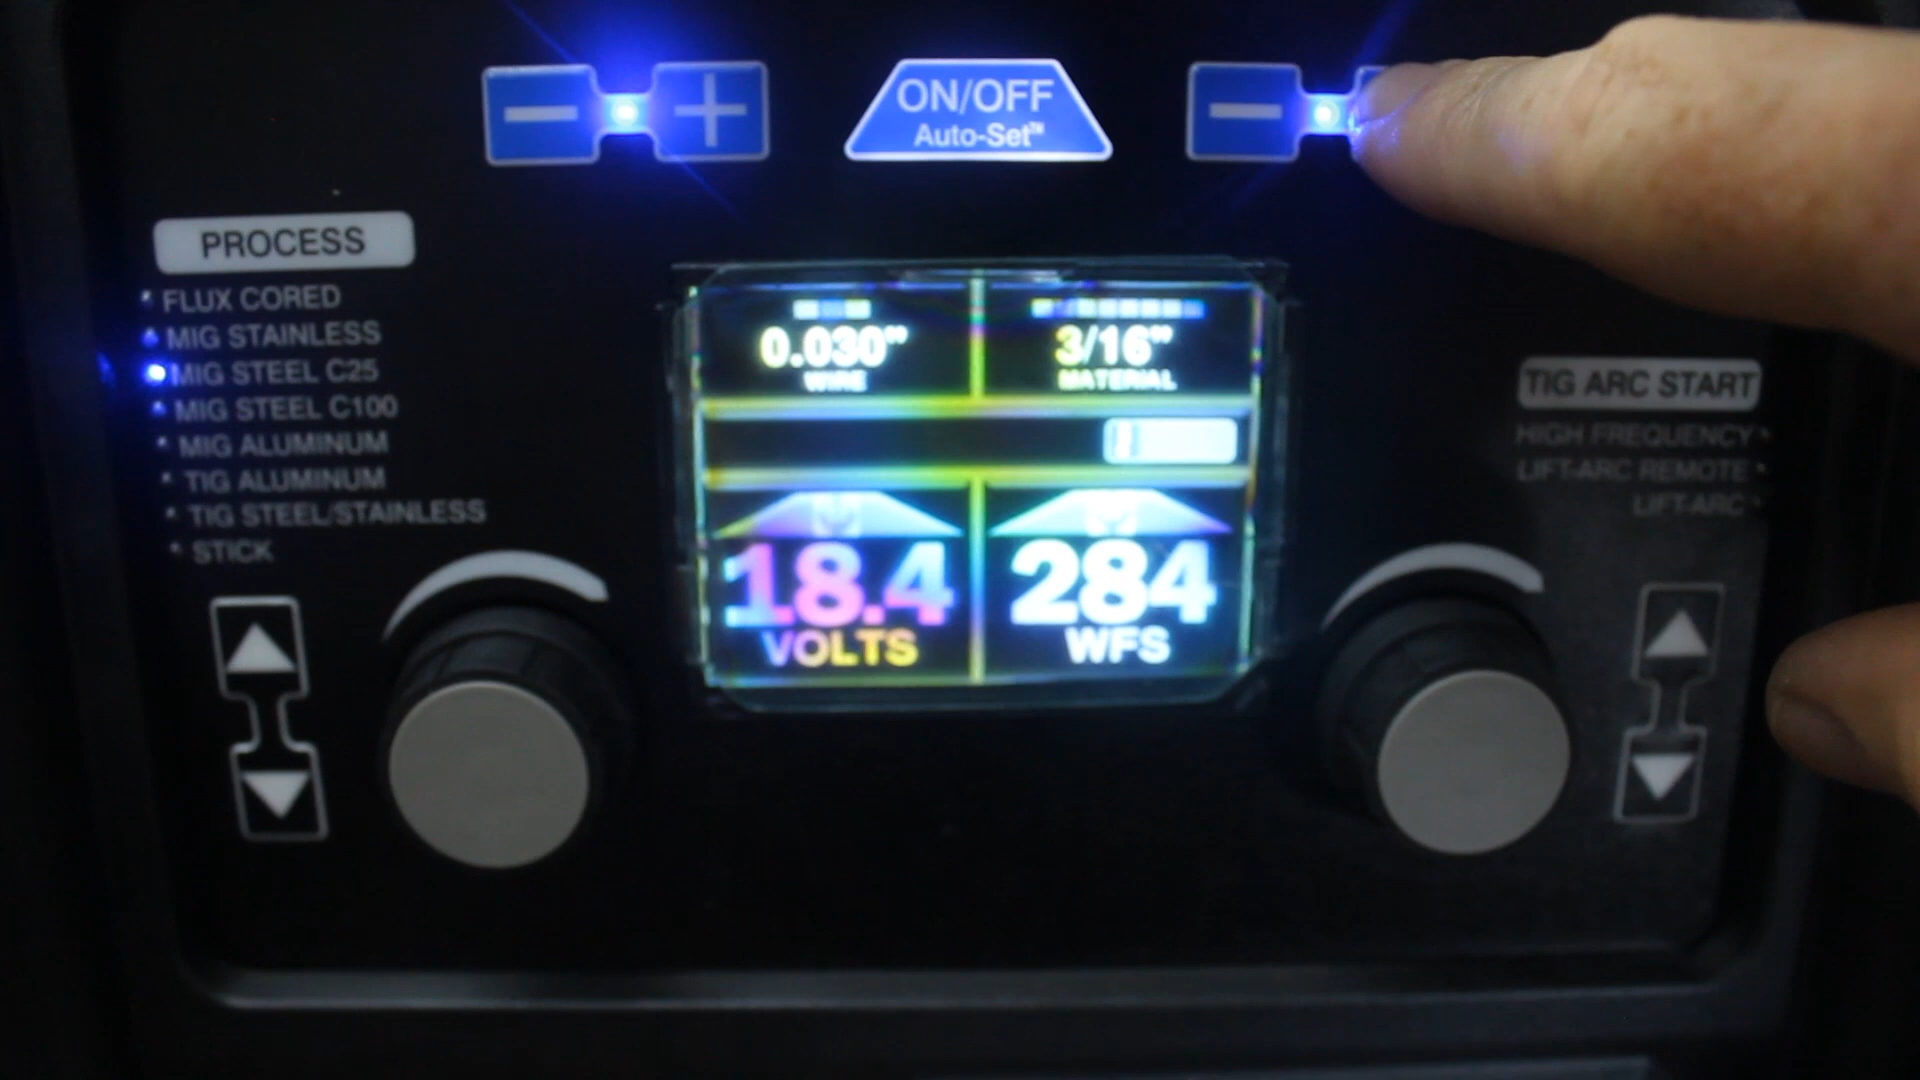 ON/OFF
Auto-Set™
PROCESS
FLUX CORED
MIG STAINLESS
MIG STEEL C25
MIG STEEL C100
MIG ALUMINUM
TIG ALUMINUM
TIG STEEL/STAINLESS
STICK
0.030"
WIRE
3/16"
MATERIAL
18.4
VOLTS
284
WFS
TIG ARC START
HIGH FREQUENCY
LIFT-ARC REMOTE
LIFT-ARC